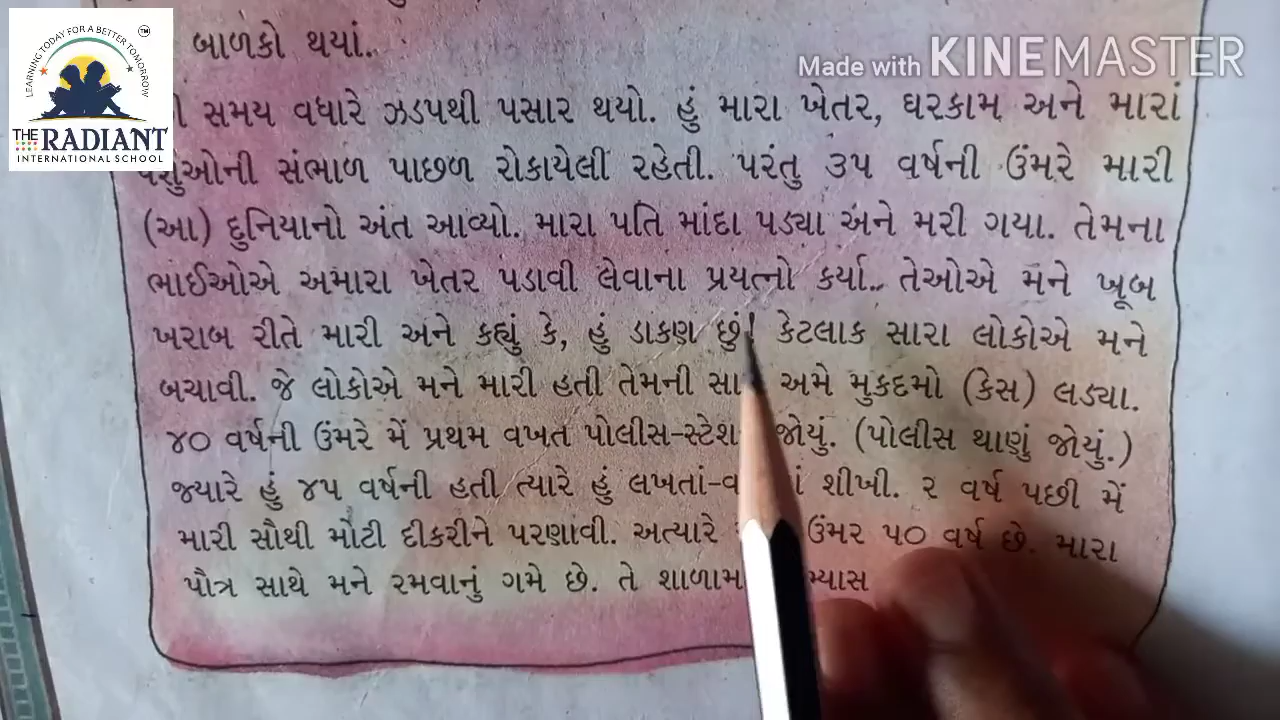 LEARNING TODAY FOR A BETTER TOMORROW
TM
THE RADIANT
INTERNATIONAL SCHOOL
Made with KINEMASTER
બાળકો થયાં..
સમય વધારે ઝડપથી પસાર થયો. હું મારા ખેતર, ઘરકામ અને મારાં
પશુઓની સંભાળ પાછળ રોકાયેલી રહેતી. પરંતુ ૩૫ વર્ષની ઉંમરે મારી
(આ) દુનિયાનો અંત આવ્યો. મારા પતિ માંદા પડ્યા અને મરી ગયા. તેમના
ભાઈઓએ અમારા ખેતર પડાવી લેવાના પ્રયત્નો કર્યા.. તેઓએ મને ખૂબ
ખરાબ રીતે મારી અને કહ્યું કે, હું ડાકણ છું! કેટલાક સારા લોકોએ મને
બચાવી. જે લોકોએ મને મારી હતી તેમની અમે મુકદમો (કેસ) લડ્યા.
૪૦ વર્ષની ઉંમરે મેં પ્રથમ વખત પોલીસ-સ્ટેશ જોયું. (પોલીસ થાણું જોયું.)
જ્યારે હું ૪૫ વર્ષની હતી ત્યારે હું લખતાં- શીખી. ૨ વર્ષ પછી મેં
મારી સૌથી મોટી દીકરીને પરણાવી. અત્યારે ઉંમર ૫૦ વર્ષ છે. મારા
પૌત્ર સાથે મને રમવાનું ગમે છે. તે શાળામ